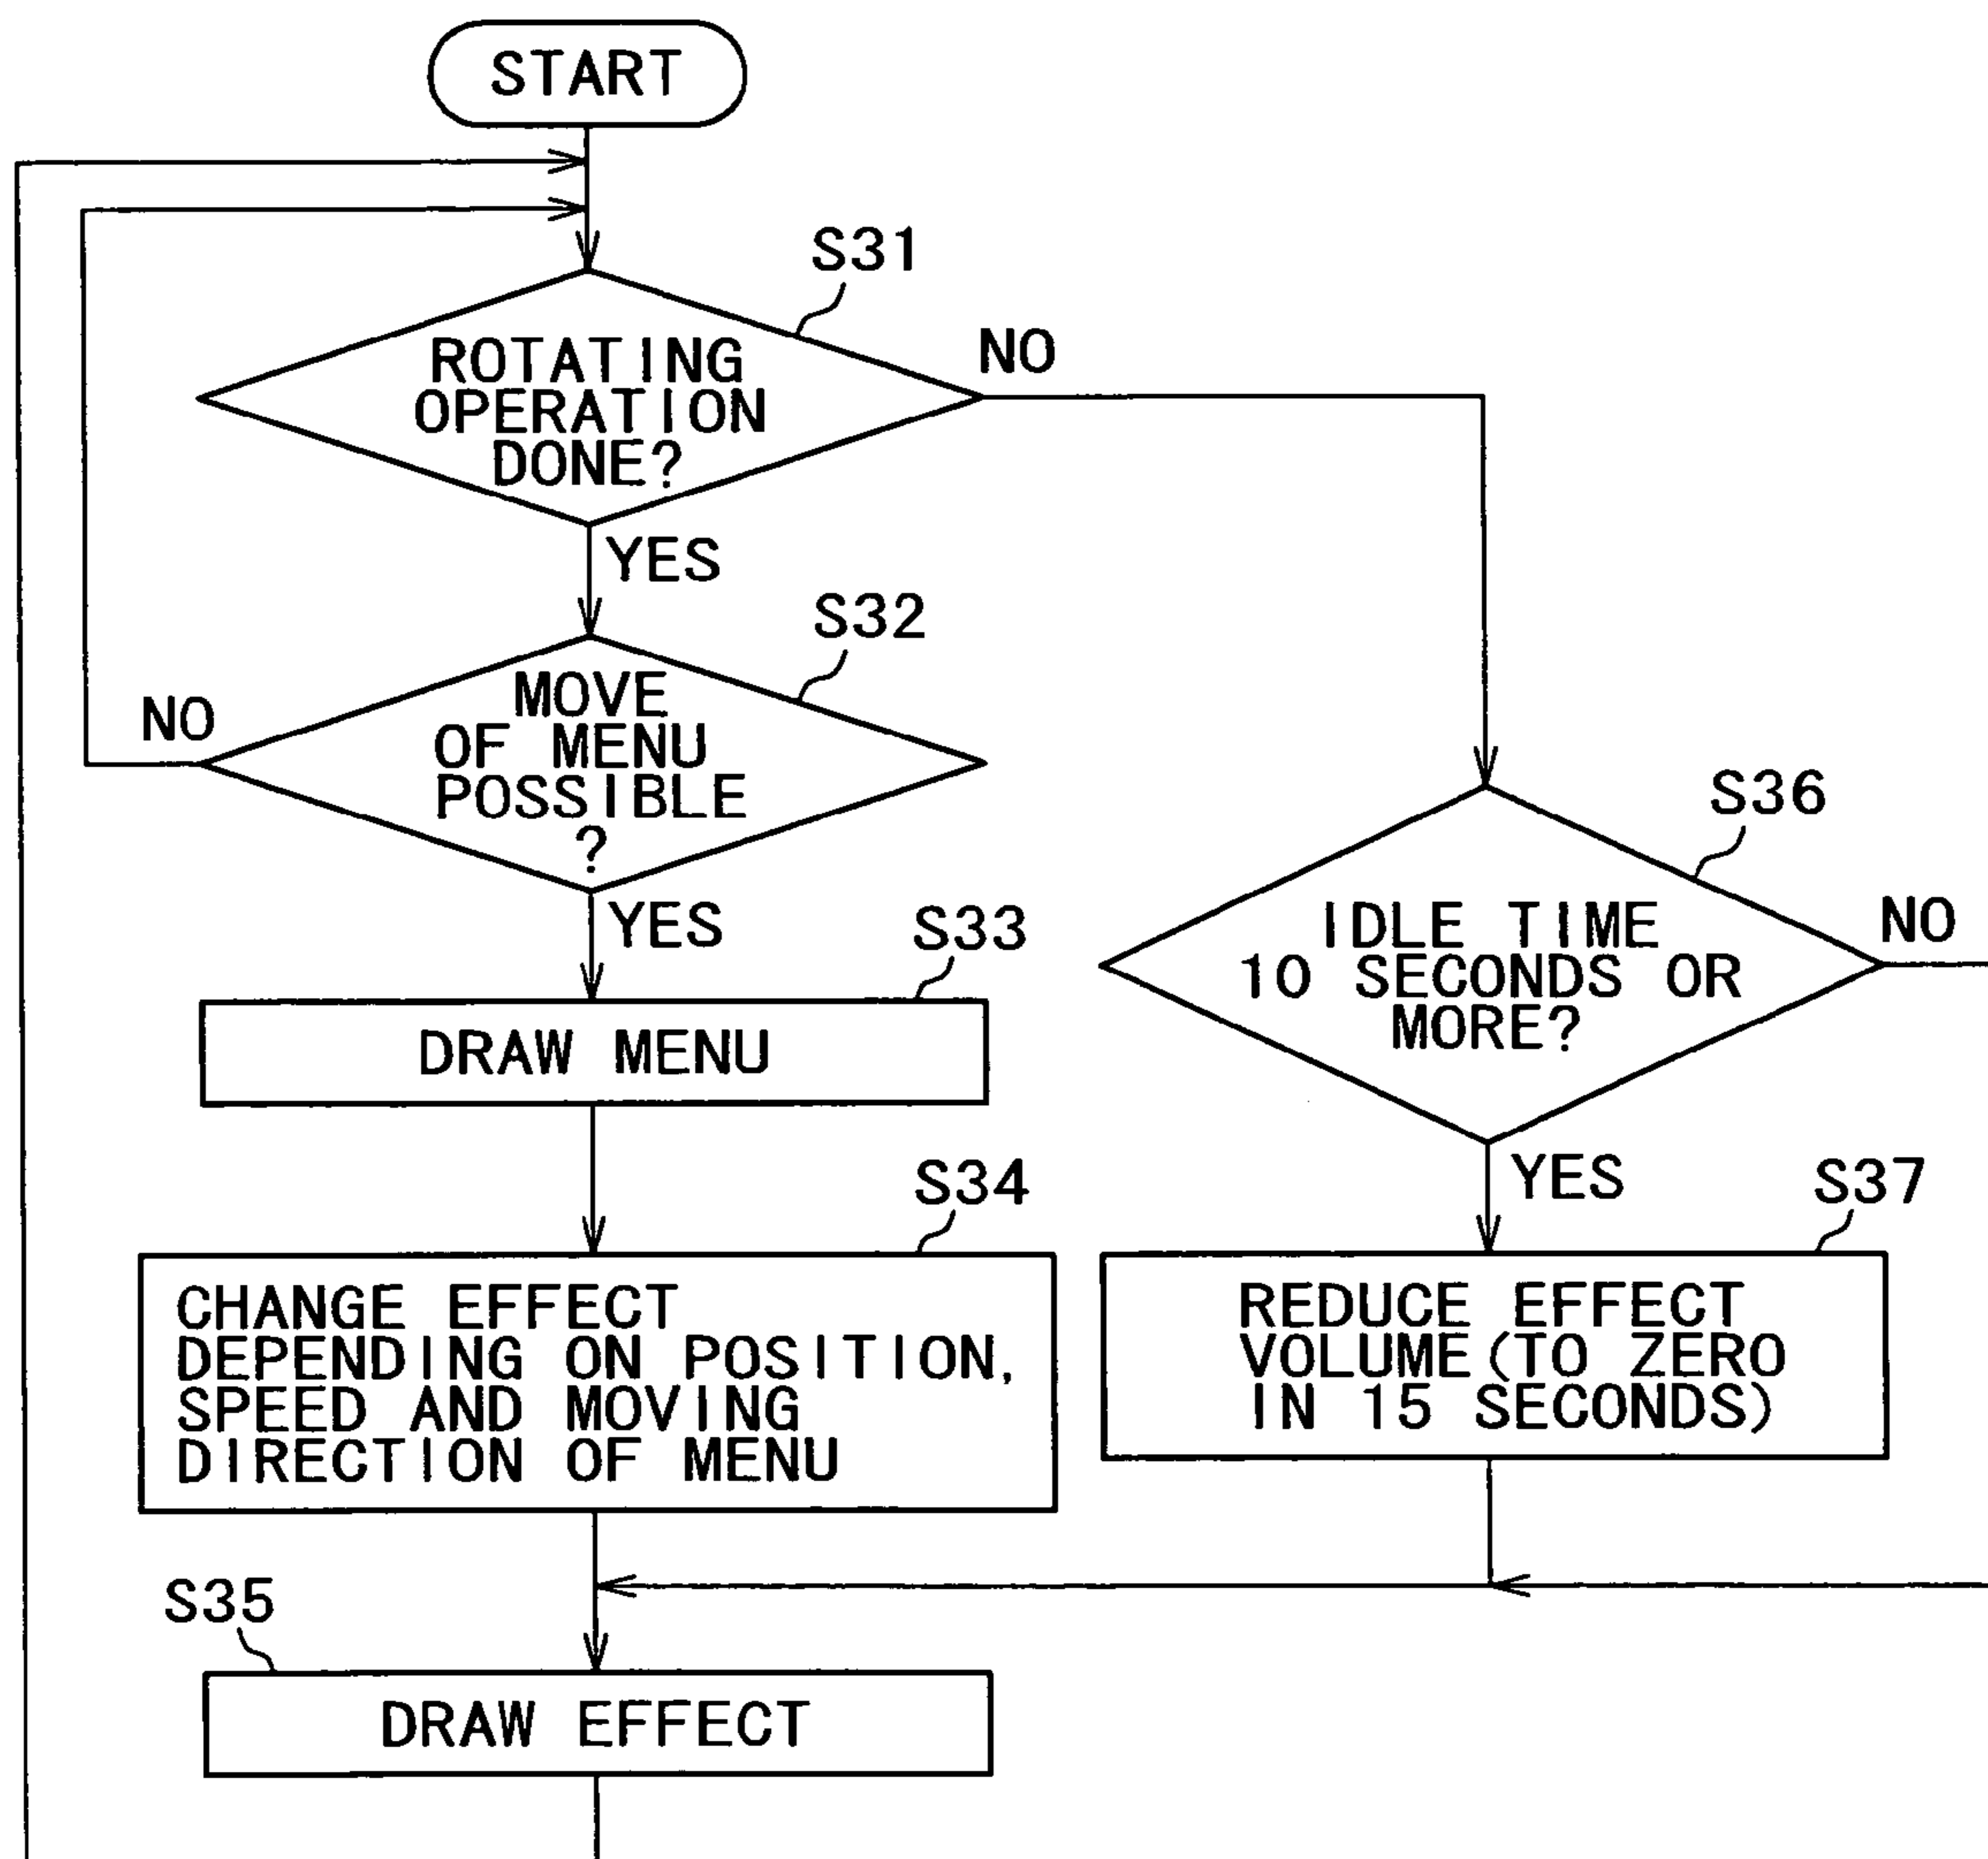 START
S31
ROTATING
OPERATION
DONE?
NO
YES
S32
MOVE
OF MENU
POSSIBLE
?
NO
YES
S33
DRAW MENU
S34
CHANGE EFFECT
DEPENDING ON POSITION,
SPEED AND MOVING
DIRECTION OF MENU
S36
IDLE TIME
10 SECONDS OR
MORE?
NO
YES
S37
REDUCE EFFECT
VOLUME(TO ZERO
IN 15 SECONDS)
S35
DRAW EFFECT